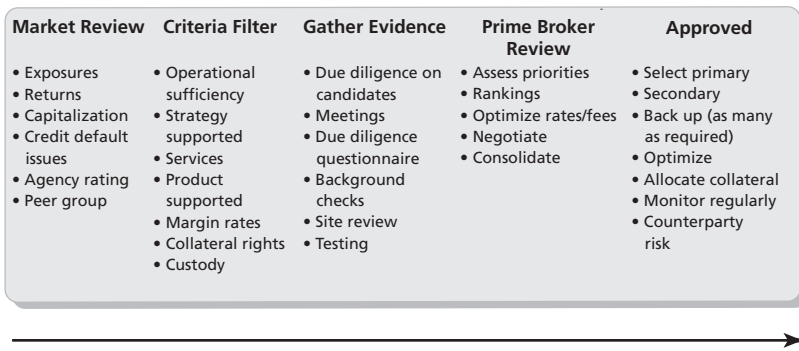 Market Review
• Exposures
• Returns
• Capitalization
• Credit default
issues
• Agency rating
• Peer group
Criteria Filter
• Operational
sufficiency
• Strategy
supported
• Services
• Product
supported
• Margin rates
• Collateral rights
• Custody
Gather Evidence
• Due diligence on
candidates
• Meetings
• Due diligence
questionnaire
• Background
checks
• Site review
• Testing
Prime Broker
Review
• Assess priorities
• Rankings
• Optimize rates/fees
• Negotiate
• Consolidate
Approved
• Select primary
• Secondary
• Back up (as many
as required)
• Optimize
• Allocate collateral
• Monitor regularly
• Counterparty
risk